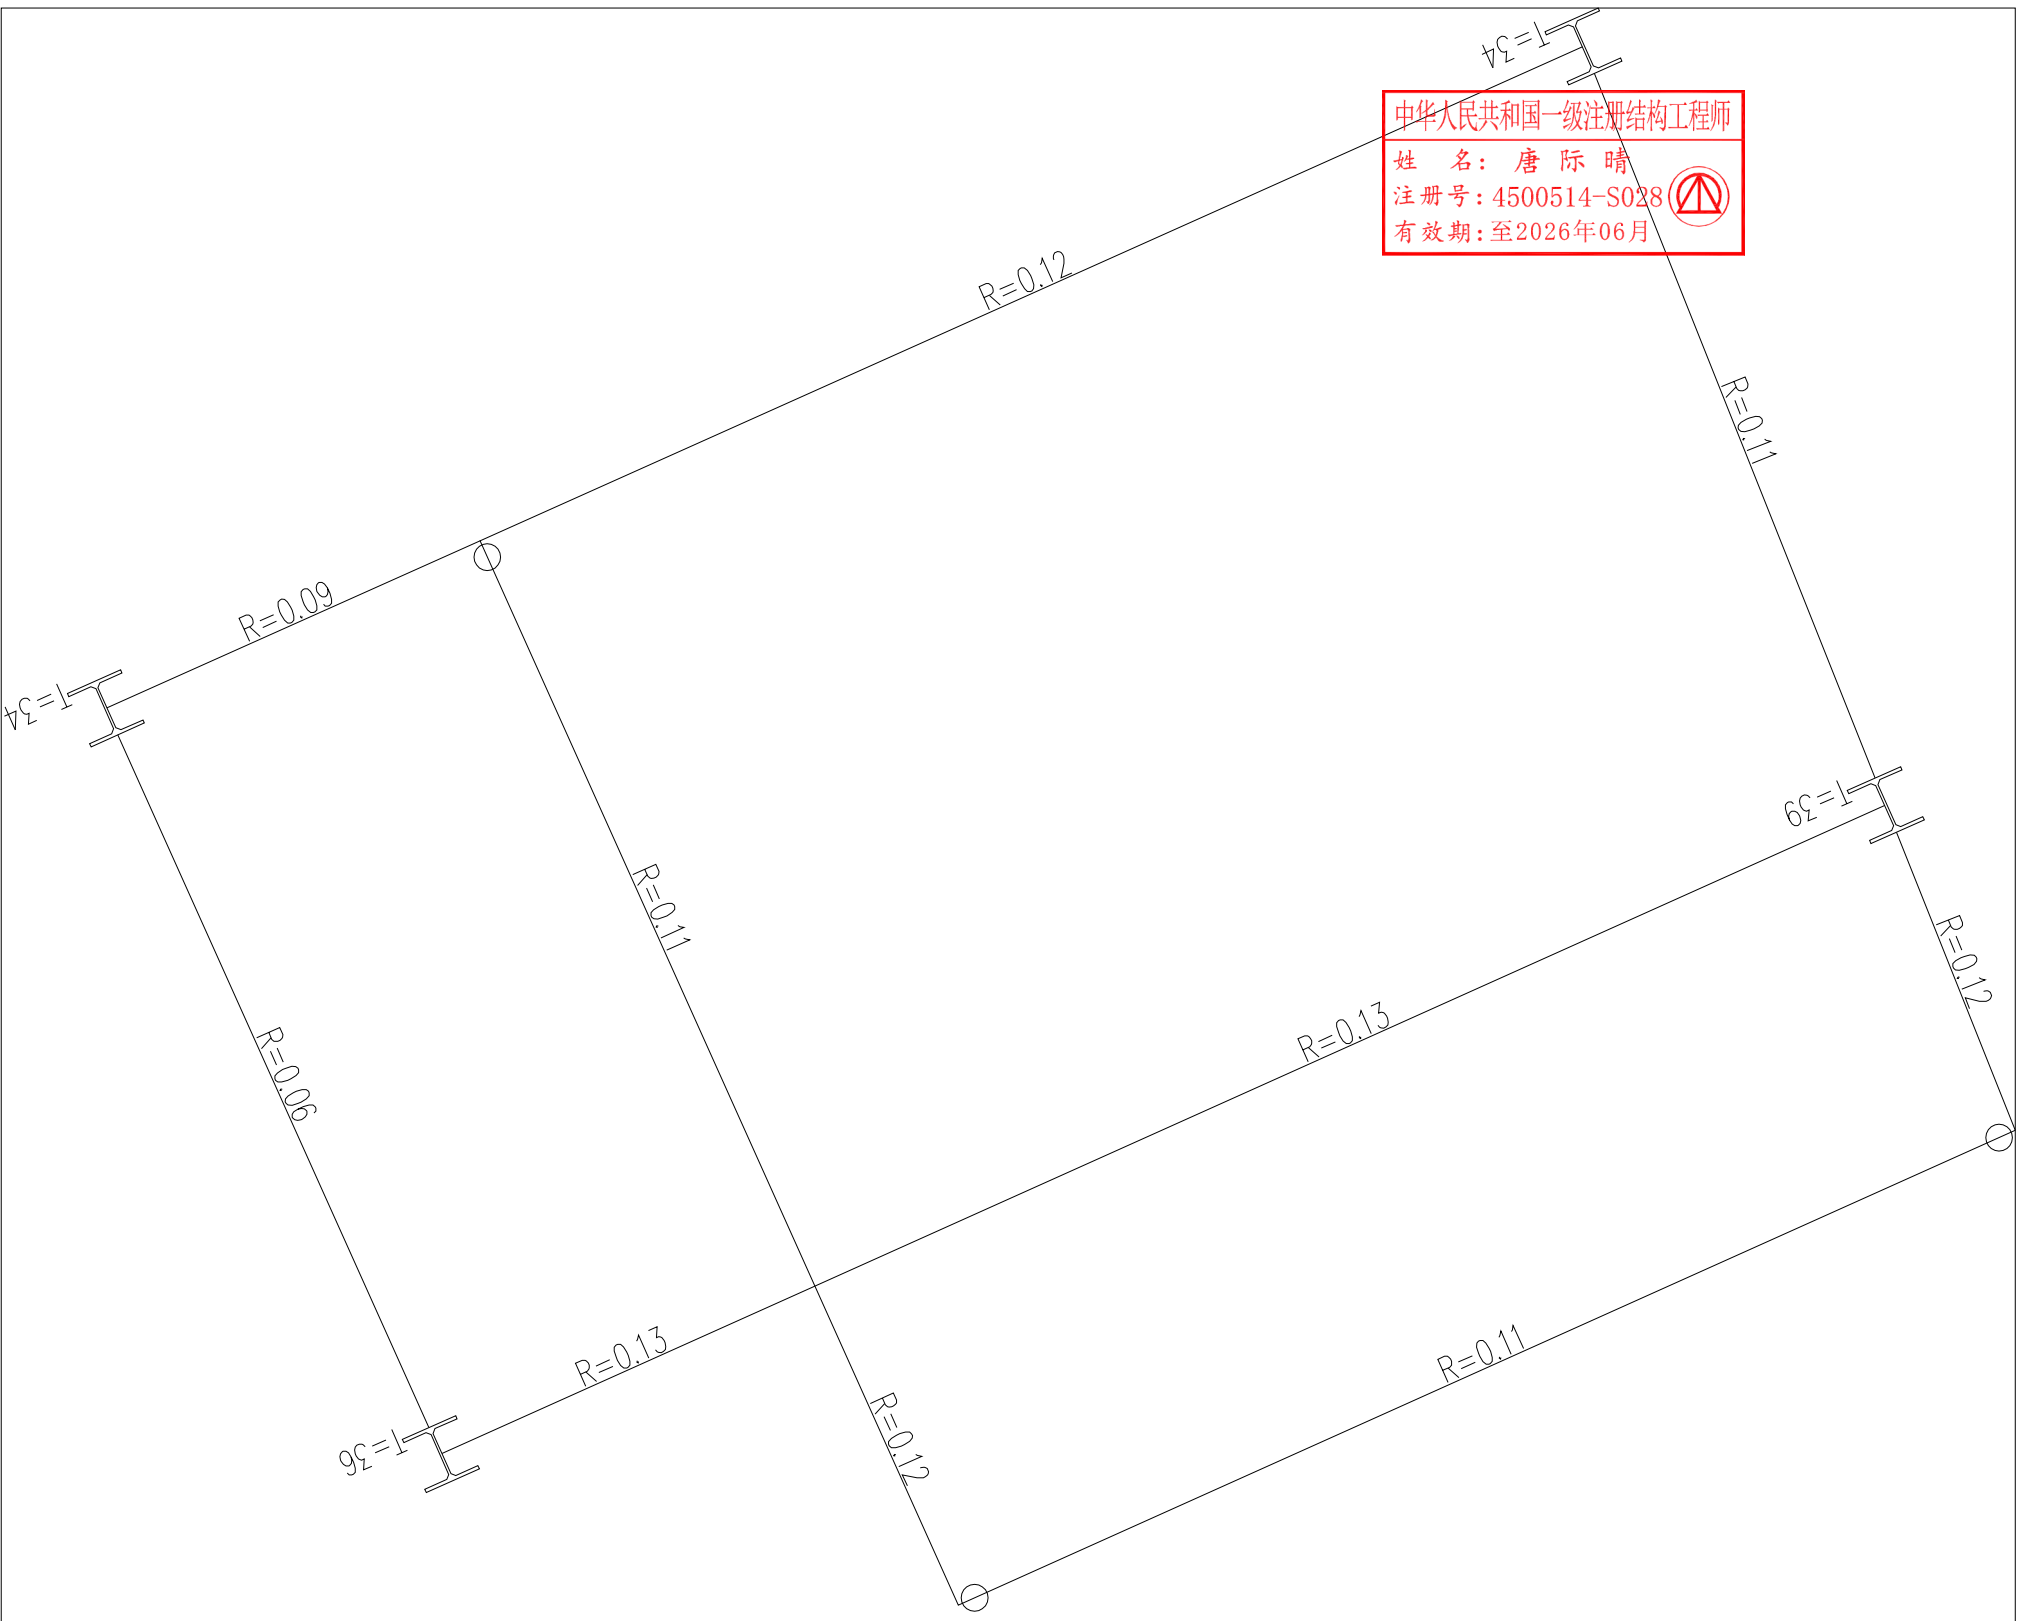 T=34
中华人民共和国一级注册结构工程师
姓 名: 唐 际 晴
注册号: 4500514-S028
有效期: 至2026年06月
R=0.12
R=0.11
R=0.09
T=34
T=39
R=0.11
R=0.12
R=0.13
R=0.06
R=0.13
R=0.11
T=36
R=0.12